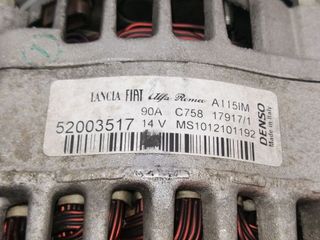 LANCIA FIAT Alfa Romeo A115IM
90A C758 17917/1
52003517 14 V MS1012101192
DENSO
Made in Italy